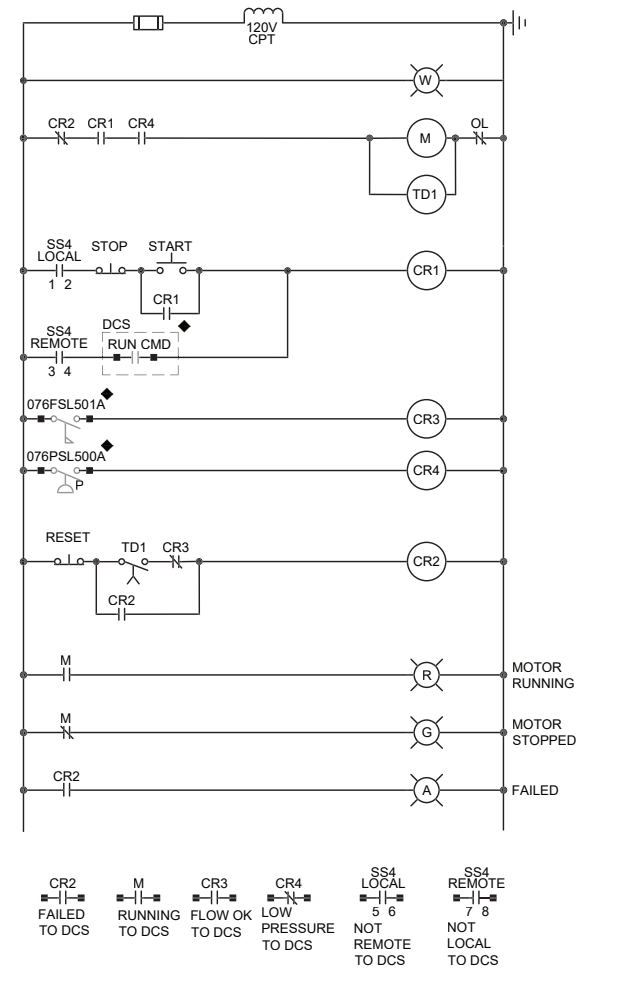 120V
CPT
W
CR2 CR1 CR4
M
OL
TD1
SS4
LOCAL
1 2
STOP
START
CR1
CR1
SS4
REMOTE
3 4
DCS
RUN CMD
076FSL501A
CR3
076PSL500A
P
CR4
RESET
TD1
CR3
CR2
CR2
M
R
MOTOR
RUNNING
M
G
MOTOR
STOPPED
CR2
A
FAILED
CR2
FAILED
TO DCS
M
RUNNING
TO DCS
CR3
FLOW OK
TO DCS
CR4
LOW
PRESSURE
TO DCS
SS4
LOCAL
5 6
NOT
REMOTE
TO DCS
SS4
REMOTE
7 8
NOT
LOCAL
TO DCS